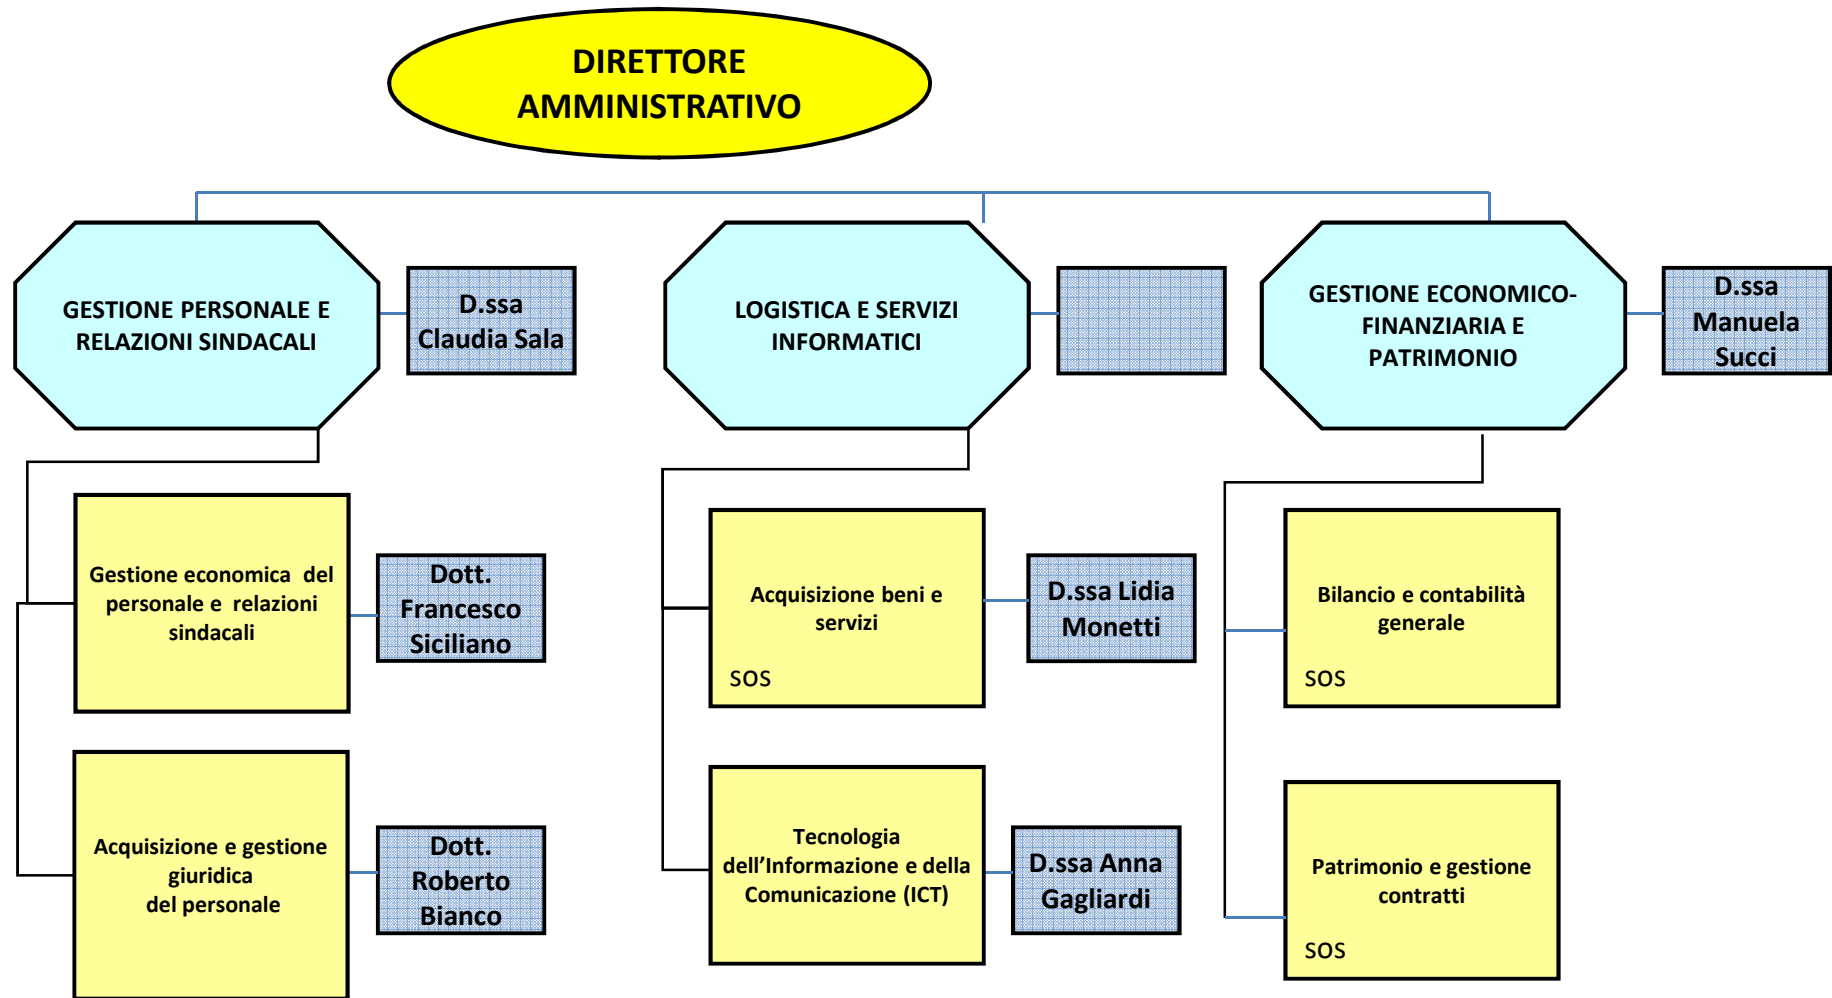 DIRETTORE
AMMINISTRATIVO
GESTIONE PERSONALE E
RELAZIONI SINDACALI
D.ssa
Claudia Sala
LOGISTICA E SERVIZI
INFORMATICI
GESTIONE ECONOMICO-
FINANZIARIA E
PATRIMONIO
D.ssa
Manuela
Succi
Gestione economica del
personale e relazioni
sindacali
Dott.
Francesco
Siciliano
Acquisizione beni e
servizi
SOS
D.ssa Lidia
Monetti
Bilancio e contabilità
generale
SOS
Acquisizione e gestione
giuridica
del personale
Dott.
Roberto
Bianco
Tecnologia
dell’Informazione e della
Comunicazione (ICT)
D.ssa Anna
Gagliardi
Patrimonio e gestione
contratti
SOS